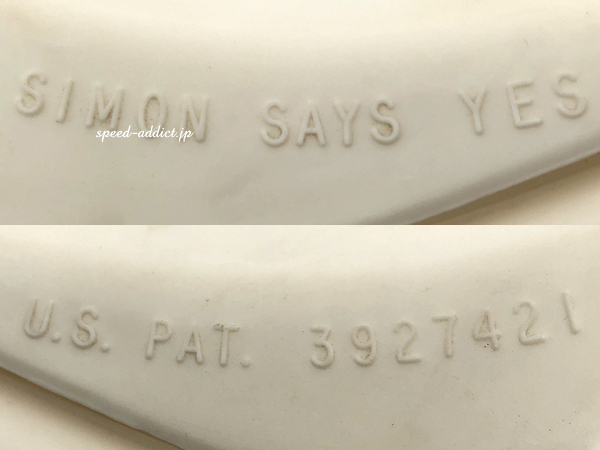 SIMON SAYS YES
speed-addict.jp
U.S. PAT. 3927421